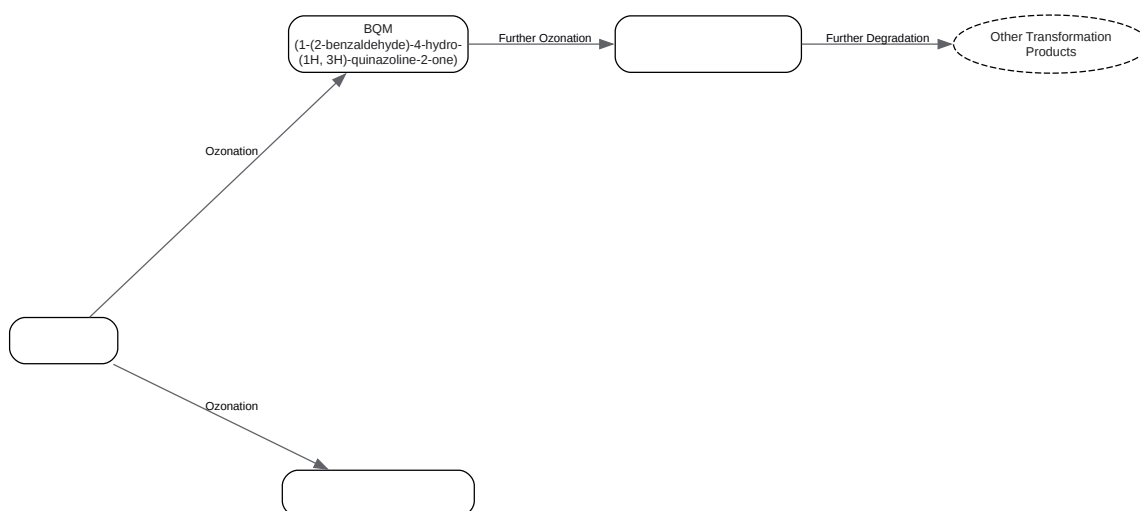 BQM
(1-(2-benzaldehyde)-4-hydro-
(1H, 3H)-quinazoline-2-one)
Further Ozonation
Further Degradation
Other Transformation
Products
Ozonation
Ozonation